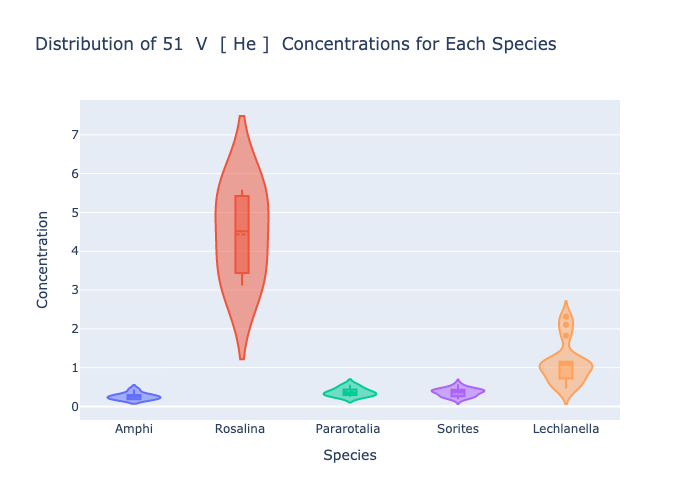 Distribution of 51  V  [ He ]  Concentrations for Each Species
Concentration
7
6
5
4
3
2
1
0
Amphi Rosalina Pararotalia Sorites Lechlanella
Species